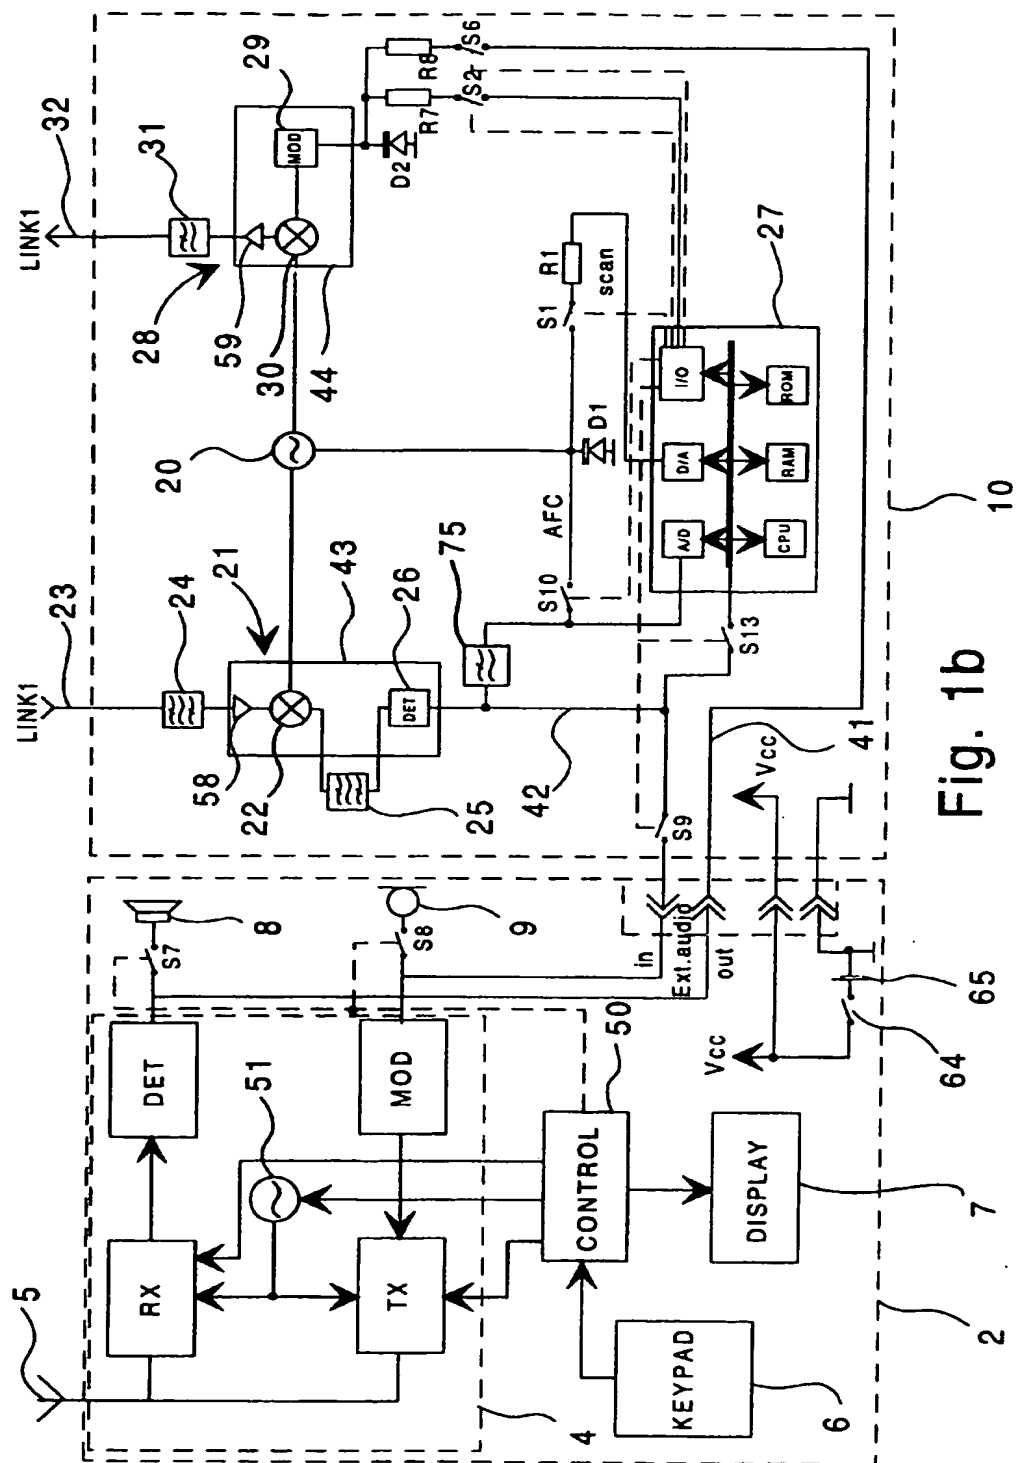 5
RX
DET
S7
8
51
TX
MOD
S8
9
4
CONTROL
50
KEYPAD
6
DISPLAY
7
2
in
Ext.audio
out
Vcc
64
65
LINK1
23
24
58
22
21
43
25
DET
26
75
42
S9
S10
AFC
S13
41
Vcc
20
LINK1
32
31
28
59
30
44
MOD
29
D2
R7
R8
S2
S6
D1
S1
R1
scan
A/D
D/A
I/O
CPU
RAM
ROM
27
10
Fig. 1b